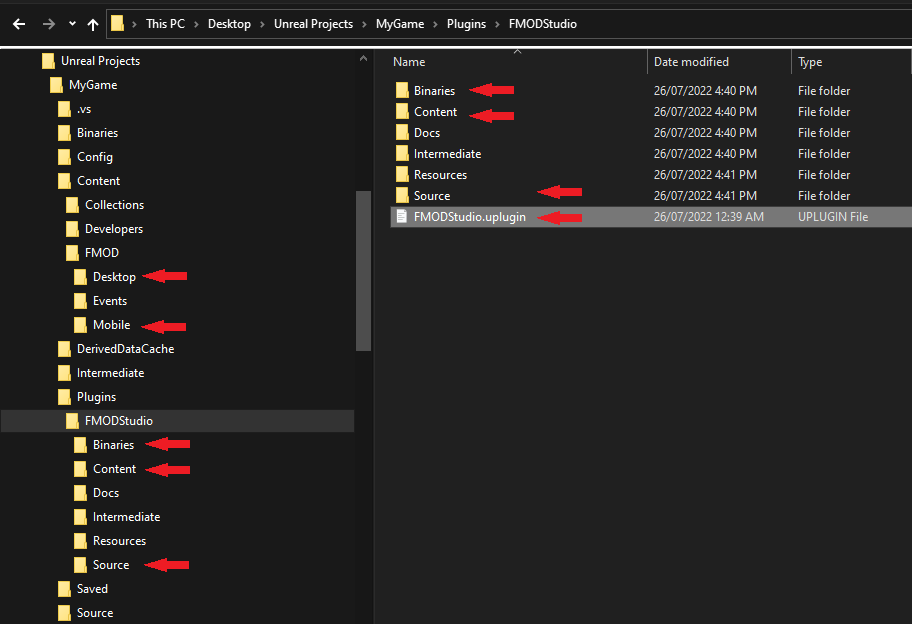 This PC > Desktop > Unreal Projects > MyGame > Plugins > FMODStudio
Unreal Projects
MyGame
.vs
Binaries
Config
Content
Collections
Developers
FMOD
Desktop
Events
Mobile
DerivedDataCache
Intermediate
Plugins
FMODStudio
Binaries
Content
Docs
Intermediate
Resources
Source
Saved
Source
Name Date modified Type
Binaries 26/07/2022 4:40 PM File folder
Content 26/07/2022 4:40 PM File folder
Docs 26/07/2022 4:40 PM File folder
Intermediate 26/07/2022 4:40 PM File folder
Resources 26/07/2022 4:41 PM File folder
Source 26/07/2022 4:41 PM File folder
FMODStudio.uplugin 26/07/2022 12:39 AM UPLUGIN File